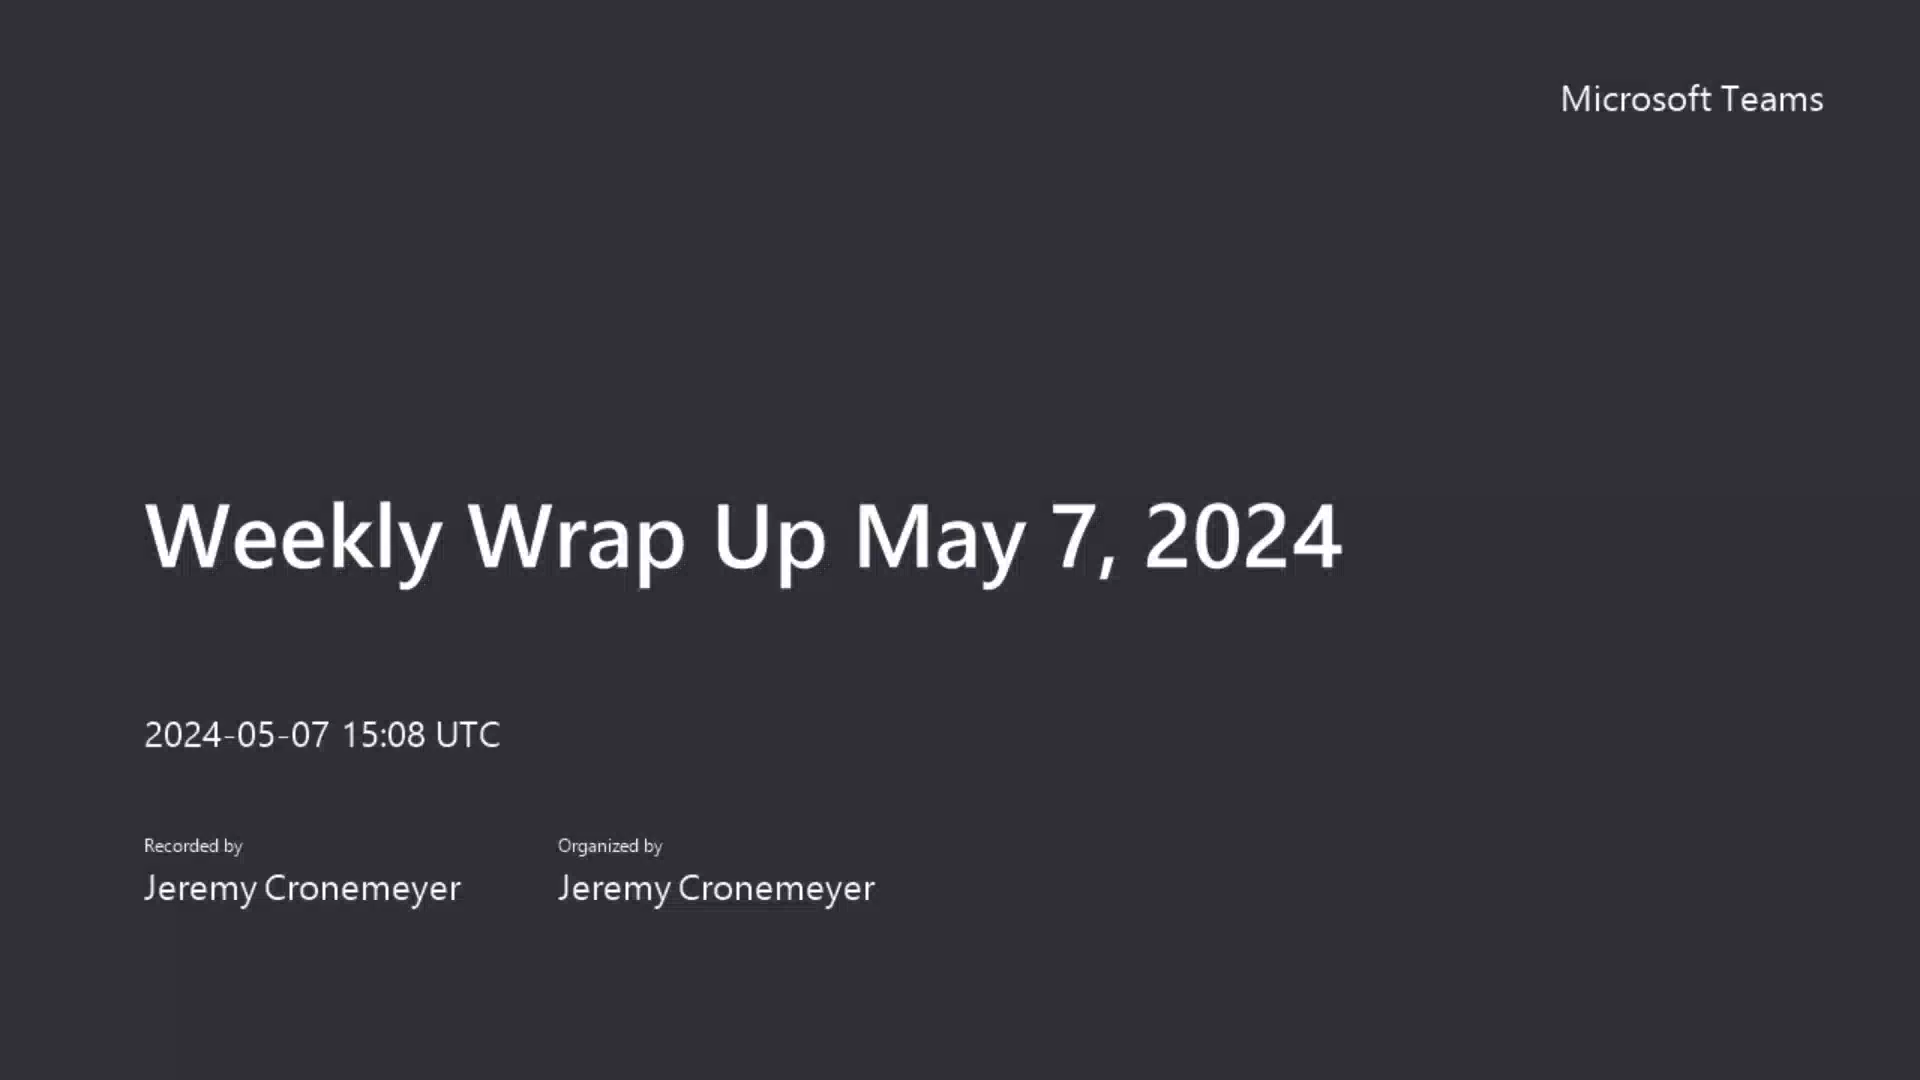 Microsoft Teams
Weekly Wrap Up May 7, 2024
2024-05-07 15:08 UTC
Recorded by
Jeremy Cronemeyer
Organized by
Jeremy Cronemeyer